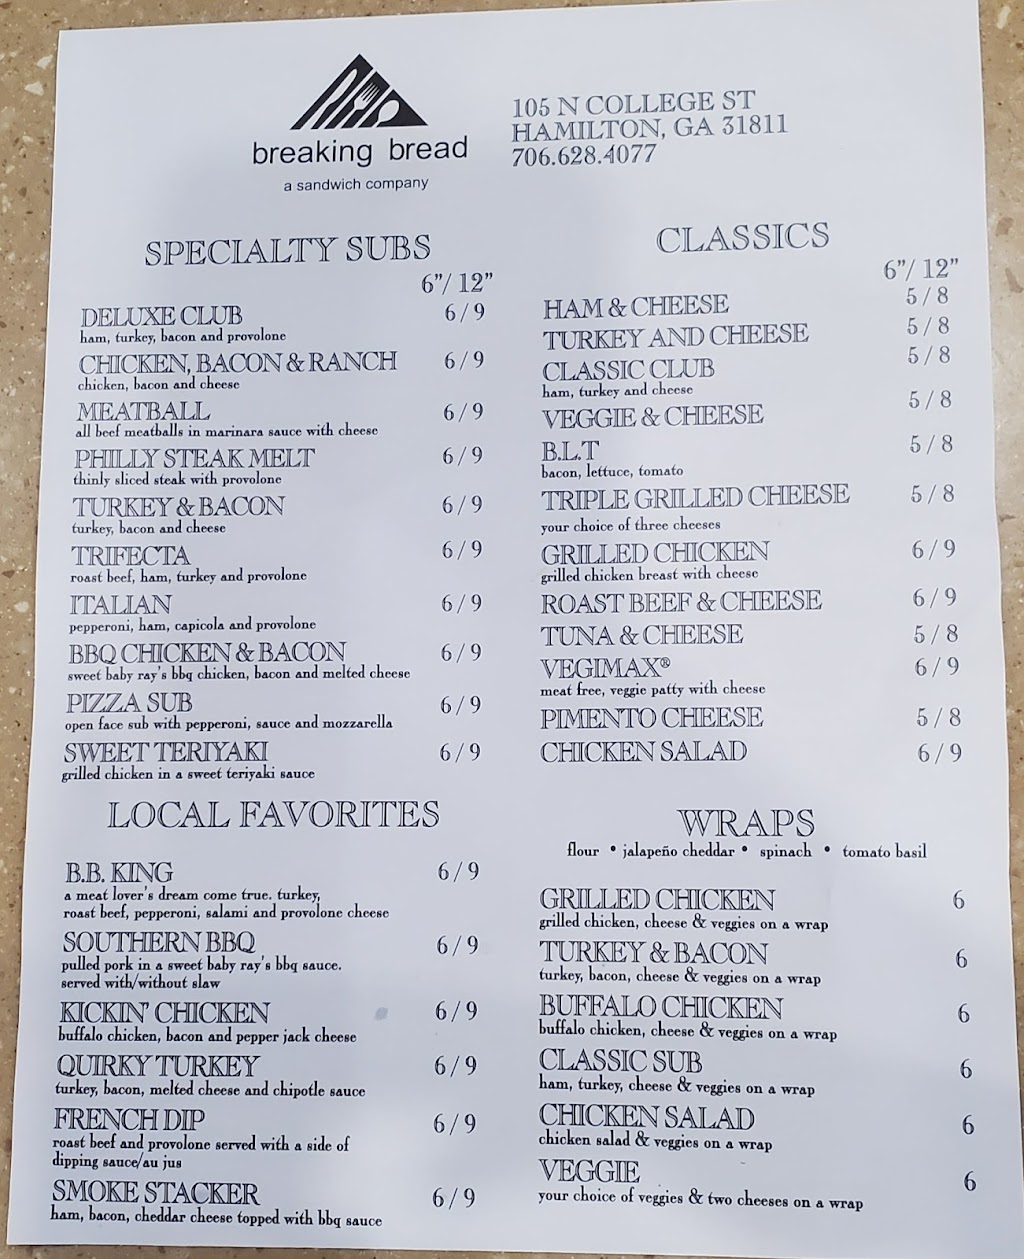 breaking bread
a sandwich company
105 N COLLEGE ST
HAMILTON, GA 31811
706.628.4077
SPECIALTY SUBS
6”/ 12”
DELUXE CLUB 6 / 9
ham, turkey, bacon and provolone
CHICKEN, BACON & RANCH 6 / 9
chicken, bacon and cheese
MEATBALL 6 / 9
all beef meatballs in marinara sauce with cheese
PHILLY STEAK MELT 6 / 9
thinly sliced steak with provolone
TURKEY & BACON 6 / 9
turkey, bacon and cheese
TRIFECTA 6 / 9
roast beef, ham, turkey and provolone
ITALIAN 6 / 9
pepperoni, ham, capicola and provolone
BBQ CHICKEN & BACON 6 / 9
sweet baby ray's bbq chicken, bacon and melted cheese
PIZZA SUB 6 / 9
open face sub with pepperoni, sauce and mozzarella
SWEET TERIYAKI 6 / 9
grilled chicken in a sweet teriyaki sauce
LOCAL FAVORITES
B.B. KING 6 / 9
a meat lover's dream come true. turkey,
roast beef, pepperoni, salami and provolone cheese
SOUTHERN BBQ 6 / 9
pulled pork in a sweet baby ray's bbq sauce.
served with/without slaw
KICKIN' CHICKEN 6 / 9
buffalo chicken, bacon and pepper jack cheese
QUIRKY TURKEY 6 / 9
turkey, bacon, melted cheese and chipotle sauce
FRENCH DIP 6 / 9
roast beef and provolone served with a side of
dipping sauce/au jus
SMOKE STACKER 6 / 9
ham, bacon, cheddar cheese topped with bbq sauce
CLASSICS
6”/ 12”
HAM & CHEESE 5 / 8
TURKEY AND CHEESE 5 / 8
CLASSIC CLUB 5 / 8
ham, turkey and cheese
VEGGIE & CHEESE 5 / 8
B.L.T 5 / 8
bacon, lettuce, tomato
TRIPLE GRILLED CHEESE 5 / 8
your choice of three cheeses
GRILLED CHICKEN 6 / 9
grilled chicken breast with cheese
ROAST BEEF & CHEESE 6 / 9
TUNA & CHEESE 5 / 8
VEGIMAX® 6 / 9
meat free, veggie patty with cheese
PIMENTO CHEESE 5 / 8
CHICKEN SALAD 6 / 9
WRAPS
flour • jalapeño cheddar • spinach • tomato basil
GRILLED CHICKEN 6
grilled chicken, cheese & veggies on a wrap
TURKEY & BACON 6
turkey, bacon, cheese & veggies on a wrap
BUFFALO CHICKEN 6
buffalo chicken, cheese & veggies on a wrap
CLASSIC SUB 6
ham, turkey, cheese & veggies on a wrap
CHICKEN SALAD 6
chicken salad & veggies on a wrap
VEGGIE 6
your choice of veggies & two cheeses on a wrap